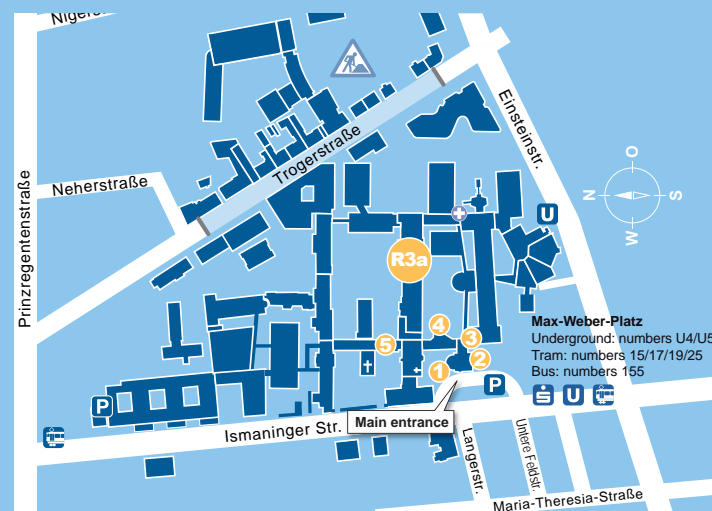 Nigers
Einsteinstr.
Trogerstraße
Neherstraße
O
N
S
W
U
Prinzregentenstraße
R3a
4
3
5
2
1
Max-Weber-Platz
Underground: numbers U4/U5
Tram: numbers 15/17/19/25
Bus: numbers 155
P
S U
P
Main entrance
Ismaninger Str.
Langerstr.
Untere Feldstr.
Maria-Theresia-Straße